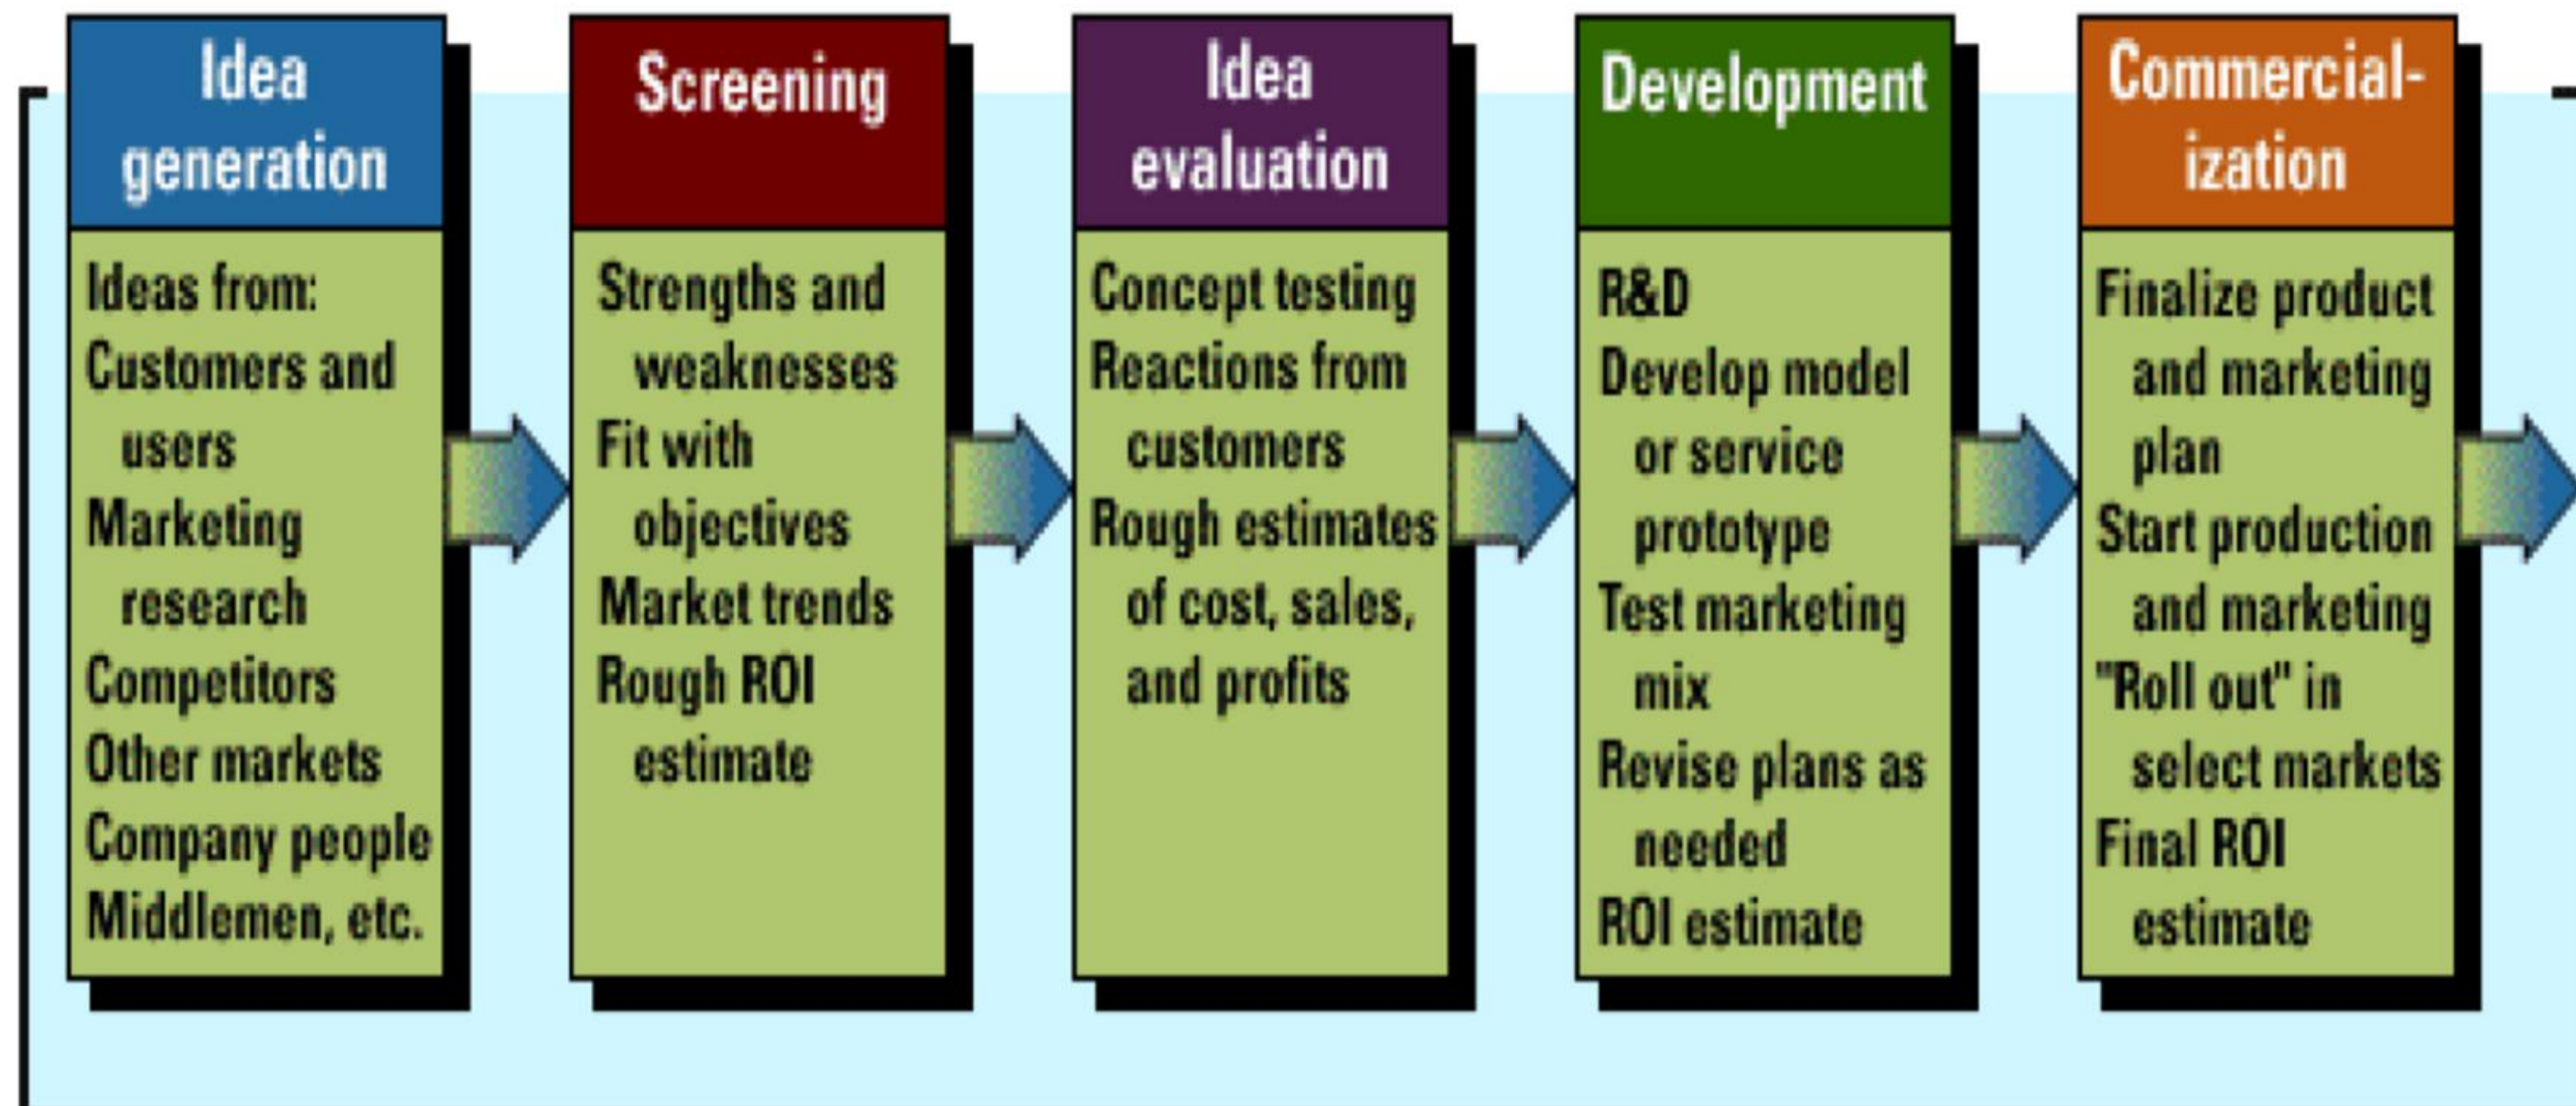 Idea
generation
Ideas from:
Customers and
users
Marketing
research
Competitors
Other markets
Company people
Middlemen, etc.
Screening
Strengths and
weaknesses
Fit with
objectives
Market trends
Rough ROI
estimate
Idea
evaluation
Concept testing
Reactions from
customers
Rough estimates
of cost, sales,
and profits
Development
R&D
Develop model
or service
prototype
Test marketing
mix
Revise plans as
needed
ROI estimate
Commercial-
ization
Finalize product
and marketing
plan
Start production
and marketing
"Roll out" in
select markets
Final ROI
estimate